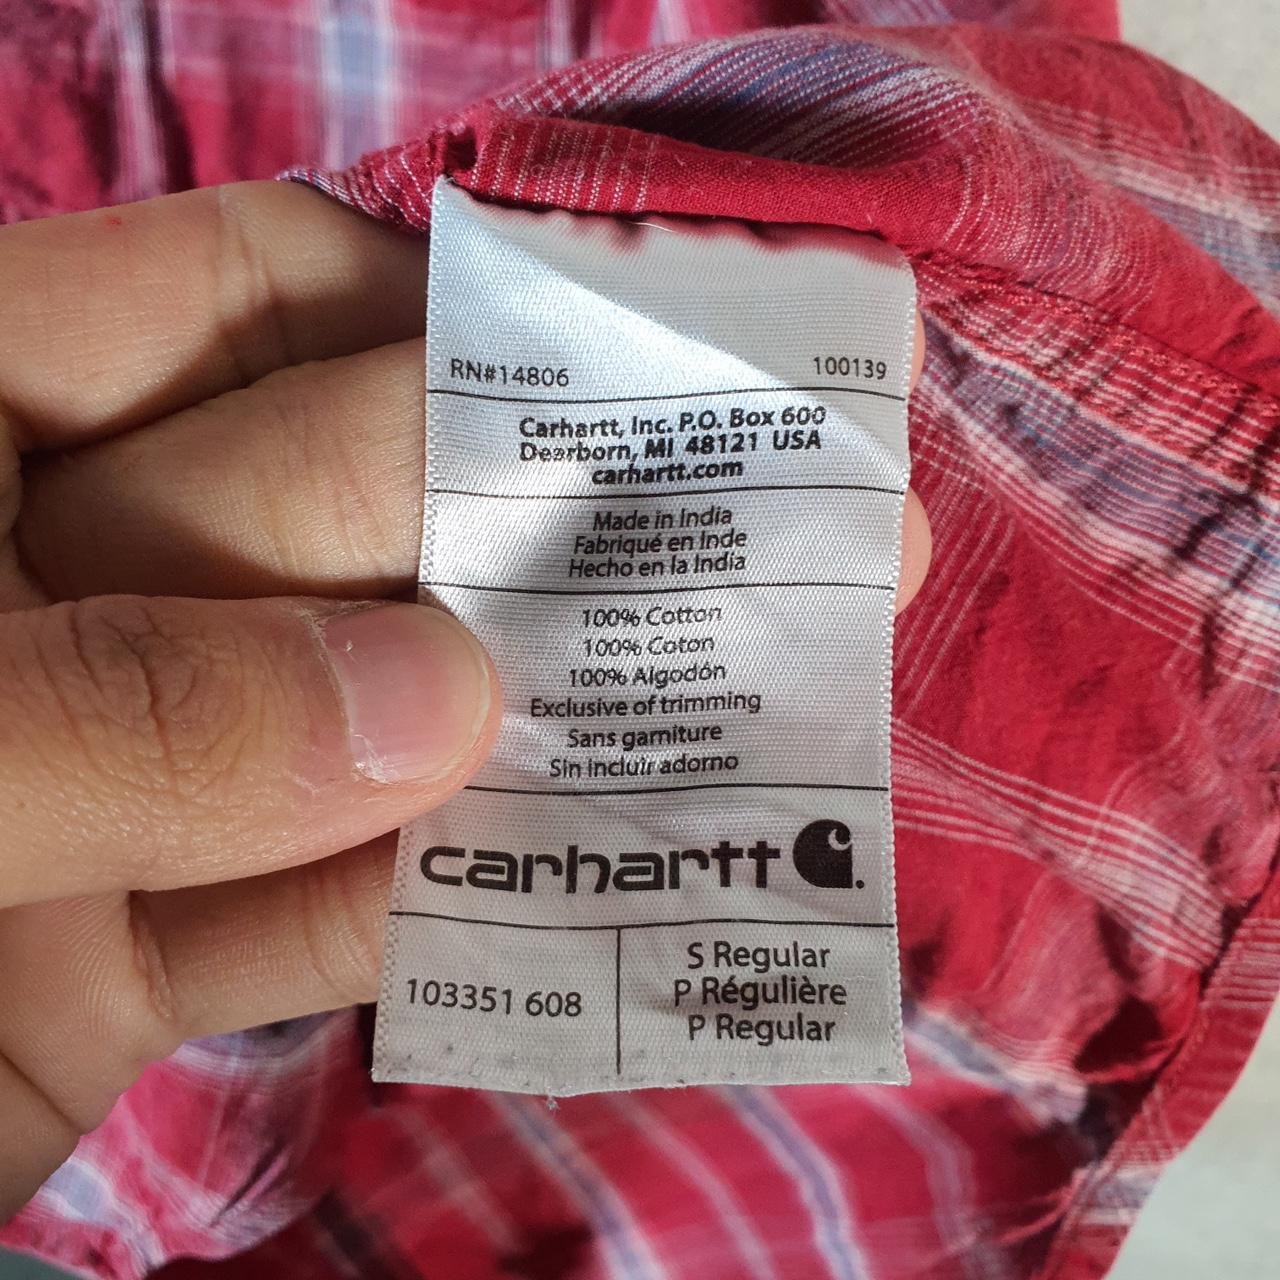 RN#14806 100139
Carhartt, Inc. P.O. Box 600
Dearborn, MI 48121 USA
carhartt.com
Made in India
Fabriqué en Inde
Hecho en la India
100% Cotton
100% Coton
100% Algodón
Exclusive of trimming
Sans garniture
Sin incluir adorno
carhartt
103351 608
S Regular
P Régulière
P Regular